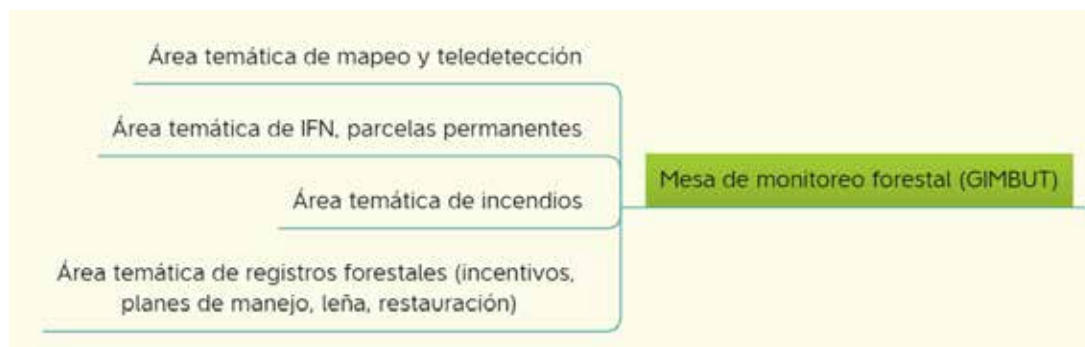 Área temática de mapeo y teledetección
Área temática de IFN, parcelas permanentes
Área temática de incendios
Área temática de registros forestales (incentivos,
planes de manejo, leña, restauración)
Mesa de monitoreo forestal (GIMBUT)